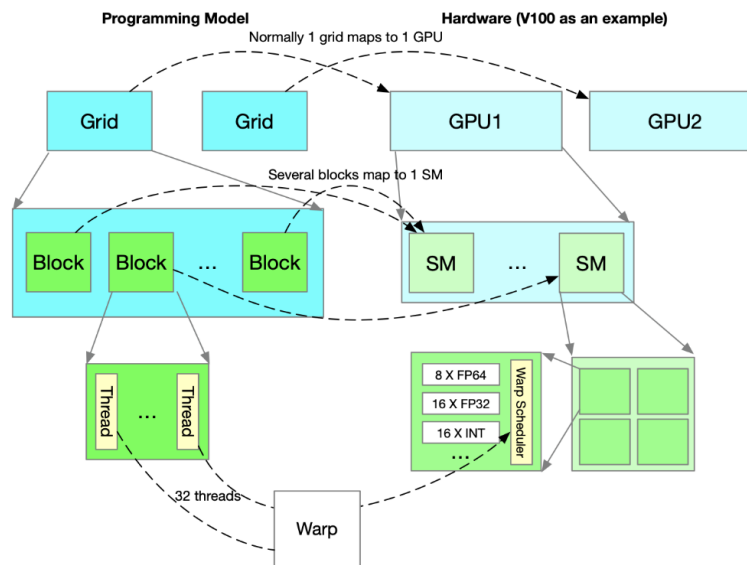 Programming Model
Hardware (V100 as an example)
Normally 1 grid maps to 1 GPU
Grid
Grid
GPU1
GPU2
Several blocks map to 1 SM
Block
Block
...
Block
SM
...
SM
Thread
...
Thread
8 X FP64
16 X FP32
16 X INT
...
Warp Scheduler
32 threads
Warp